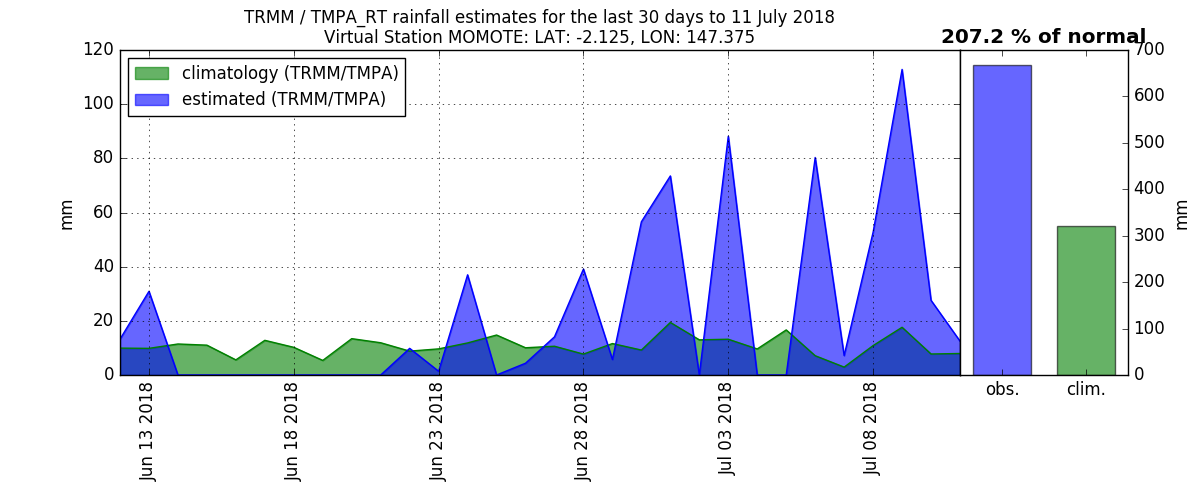 TRMM / TMPA_RT rainfall estimates for the last 30 days to 11 July 2018
Virtual Station MOMOTE: LAT: -2.125, LON: 147.375
207.2 % of normal
climatology (TRMM/TMPA)
estimated (TRMM/TMPA)
120
100
80
60
40
20
0
mm
Jun 13 2018
Jun 18 2018
Jun 23 2018
Jun 28 2018
Jul 03 2018
Jul 08 2018
700
600
500
400
300
200
100
0
mm
obs.
clim.